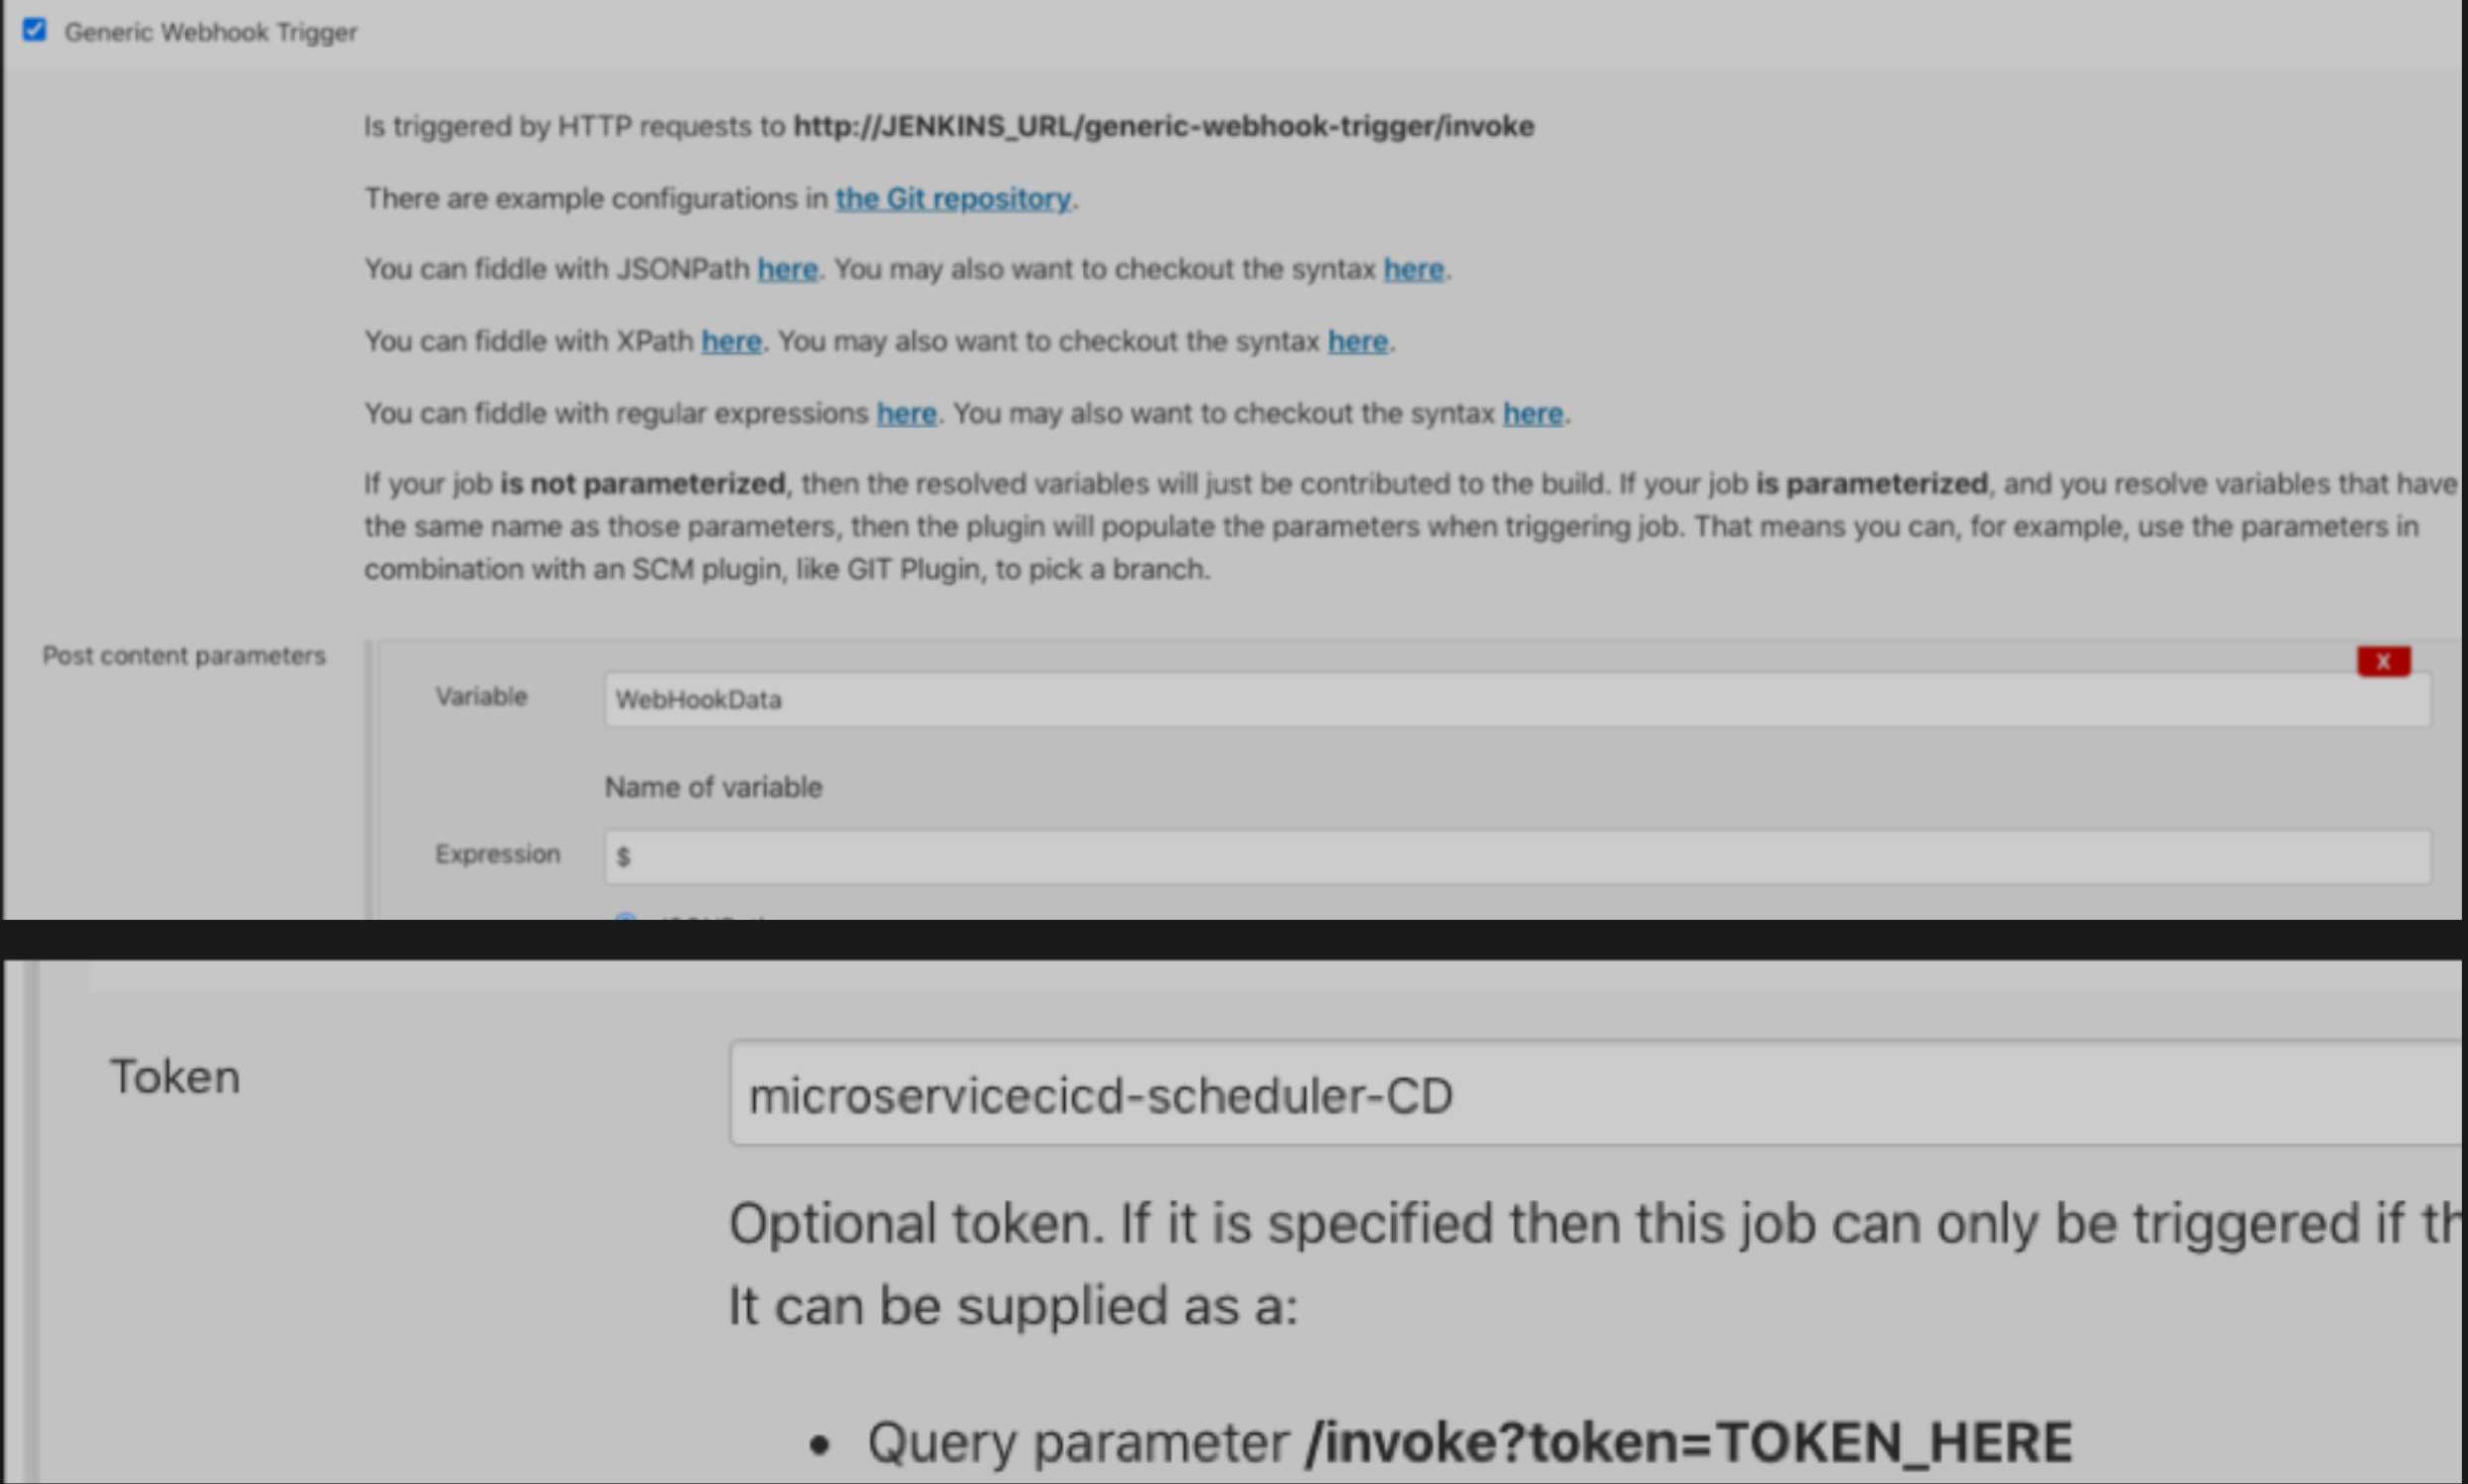 Generic Webhook Trigger
Is triggered by HTTP requests to http://JENKINS_URL/generic-webhook-trigger/invoke
There are example configurations in the Git repository.
You can fiddle with JSONPath here. You may also want to checkout the syntax here.
You can fiddle with XPath here. You may also want to checkout the syntax here.
You can fiddle with regular expressions here. You may also want to checkout the syntax here.
If your job is not parameterized, then the resolved variables will just be contributed to the build. If your job is parameterized, and you resolve variables that have
the same name as those parameters, then the plugin will populate the parameters when triggering job. That means you can, for example, use the parameters in
combination with an SCM plugin, like GIT Plugin, to pick a branch.
Post content parameters
X
Variable
WebHookData
Name of variable
Expression
$
Token
microservicecicd-scheduler-CD
Optional token. If it is specified then this job can only be triggered if
It can be supplied as a:
• Query parameter /invoke?token=TOKEN_HERE